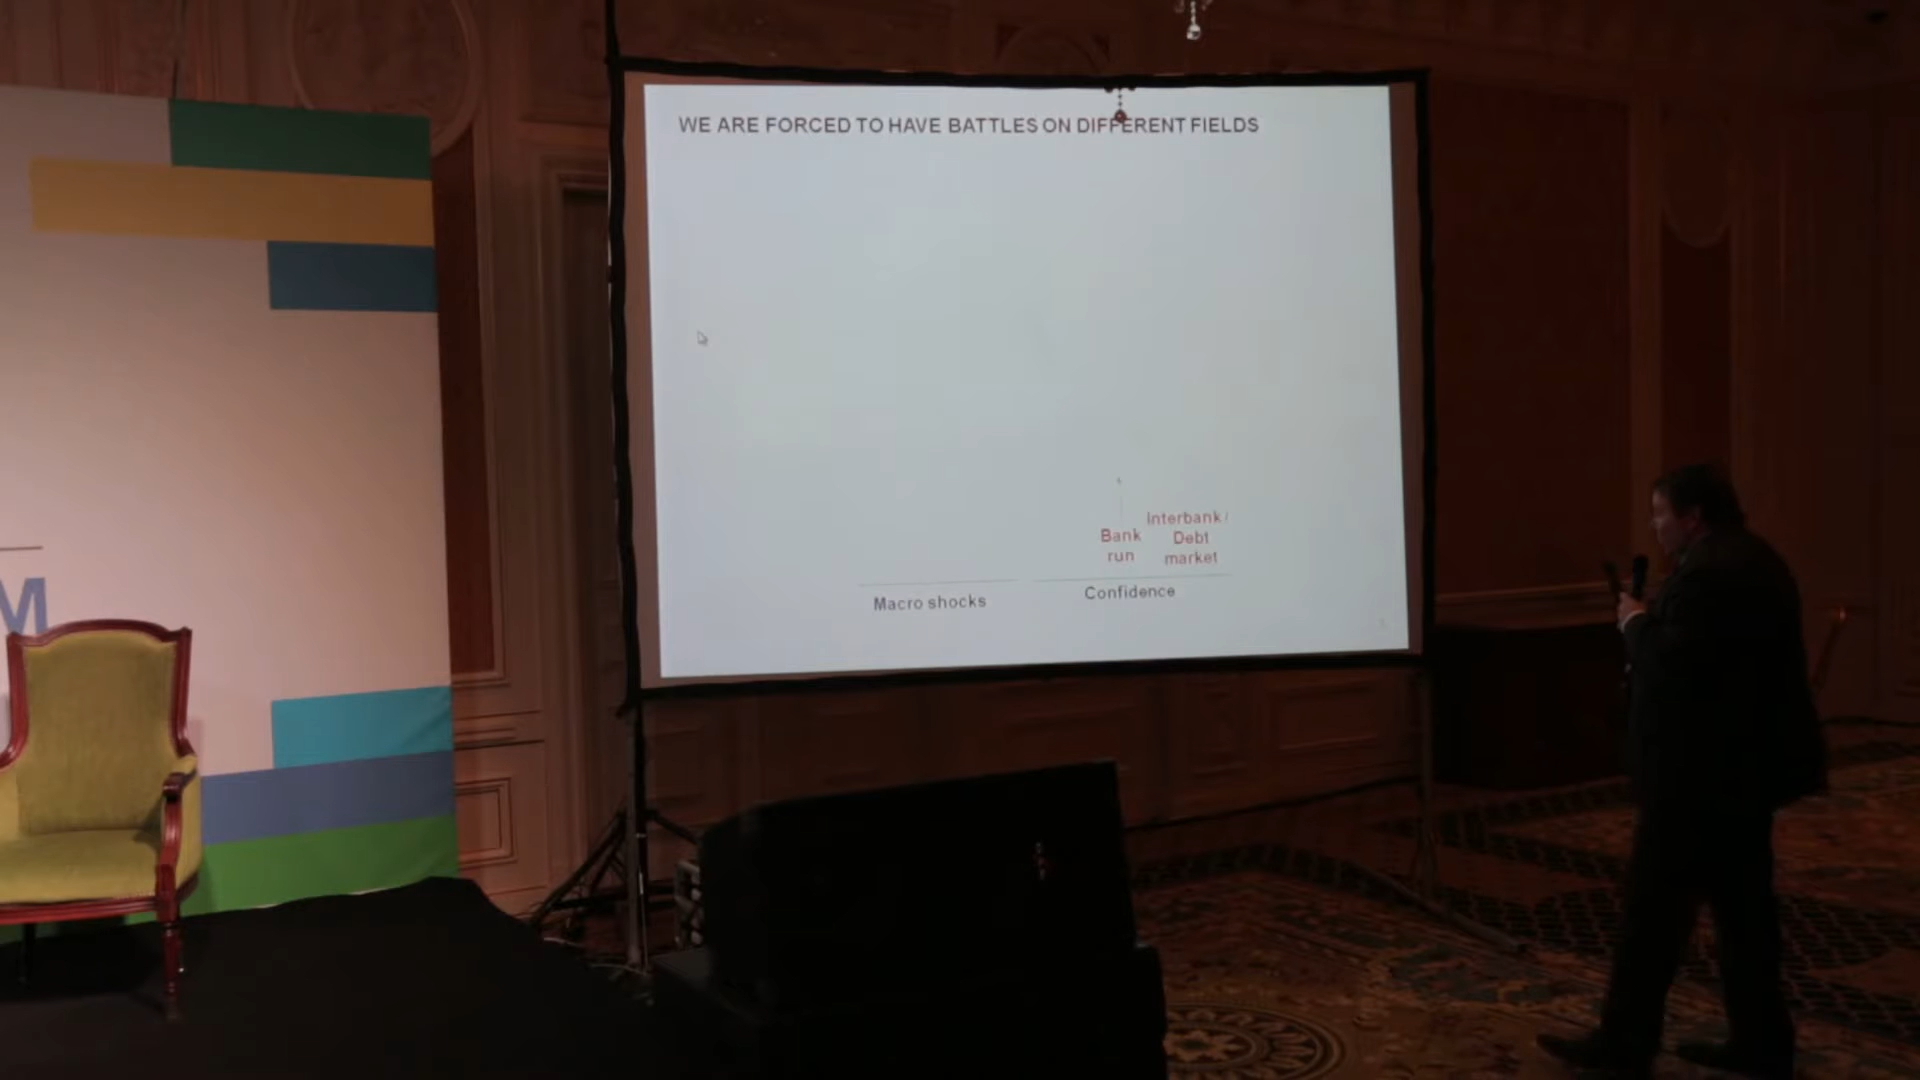 WE ARE FORCED TO HAVE BATTLES ON DIFFERENT FIELDS
Bank
run
Interbank /
Debt
market
Macro shocks
Confidence
M